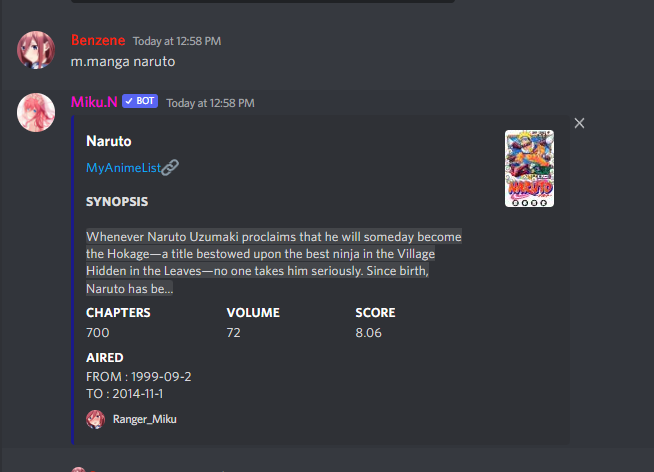 Benzene Today at 12:58 PM
m.manga naruto
Miku.N ✓ BOT Today at 12:58 PM
Naruto
MyAnimeList🔗
SYNOPSIS
Whenever Naruto Uzumaki proclaims that he will someday become
the Hokage—a title bestowed upon the best ninja in the Village
Hidden in the Leaves—no one takes him seriously. Since birth,
Naruto has be...
CHAPTERS VOLUME SCORE
700 72 8.06
AIRED
FROM : 1999-09-2
TO : 2014-11-1
Ranger_Miku
NARUTO